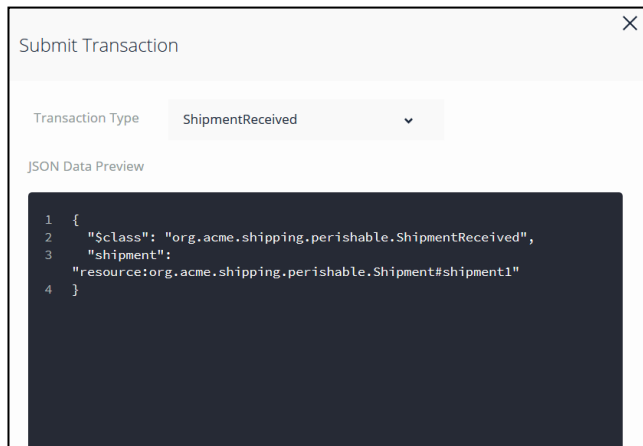 Submit Transaction
Transaction Type ShipmentReceived
JSON Data Preview
1 {
2 "$class": "org.acme.shipping.perishable.ShipmentReceived",
3 "shipment":
"resource:org.acme.shipping.perishable.Shipment#shipment1"
4 }